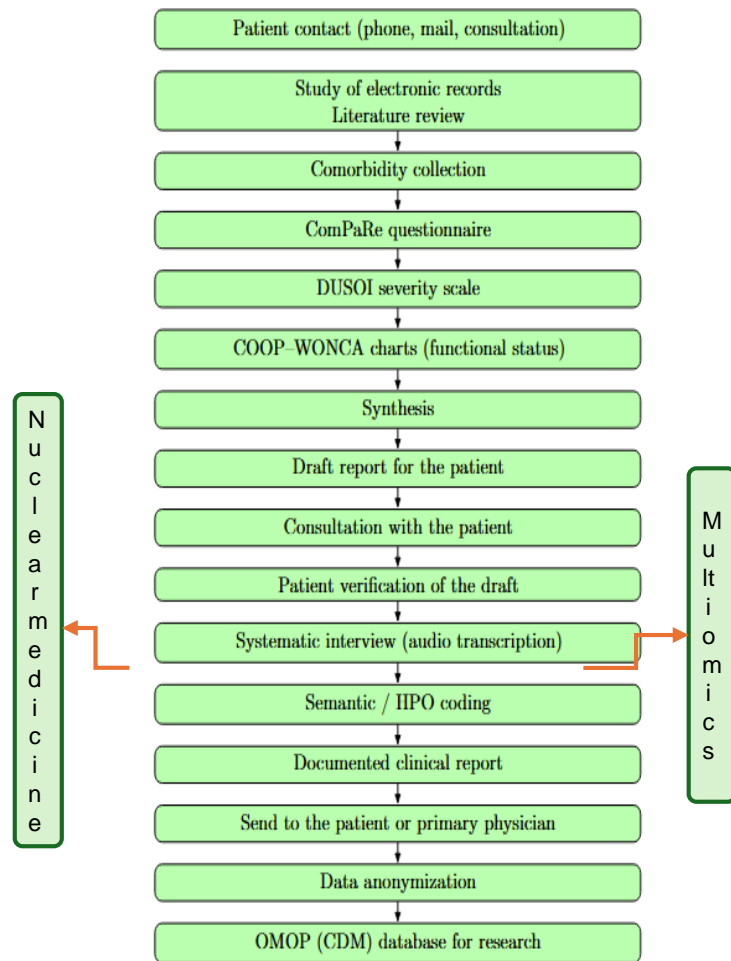 Patient contact (phone, mail, consultation)
Study of electronic records
Literature review
Comorbidity collection
ComPaRe questionnaire
DUSOI severity scale
COOP–WONCA charts (functional status)
Synthesis
Draft report for the patient
Consultation with the patient
Patient verification of the draft
Systematic interview (audio transcription)
Semantic / HPO coding
Documented clinical report
Send to the patient or primary physician
Data anonymization
OMOP (CDM) database for research
Nuclearmedicine
Multiomics